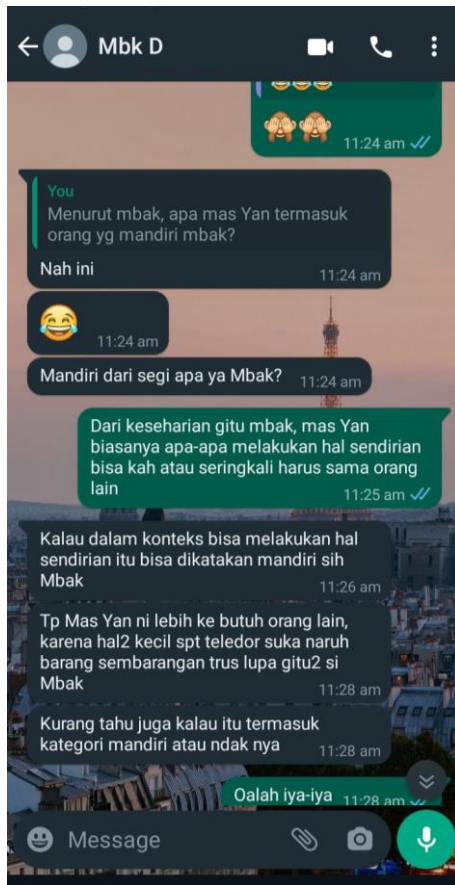 Mbk D
11:24 am
You
Menurut mbak, apa mas Yan termasuk
orang yg mandiri mbak?
Nah ini
11:24 am
11:24 am
Mandiri dari segi apa ya Mbak?
11:24 am
Dari keseharian gitu mbak, mas Yan
biasanya apa-apa melakukan hal sendirian
bisa kah atau seringkali harus sama orang
lain
11:25 am
Kalau dalam konteks bisa melakukan hal
sendirian itu bisa dikatakan mandiri sih
Mbak
11:26 am
Tp Mas Yan ni lebih ke butuh orang lain,
karena hal2 kecil spt teledor suka naruh
barang sembarangan trus lupa gitu2 si
Mbak
11:28 am
Kurang tahu juga kalau itu termasuk
kategori mandiri atau ndak nya
11:28 am
Oalah iya-iya
11:28 am
Message